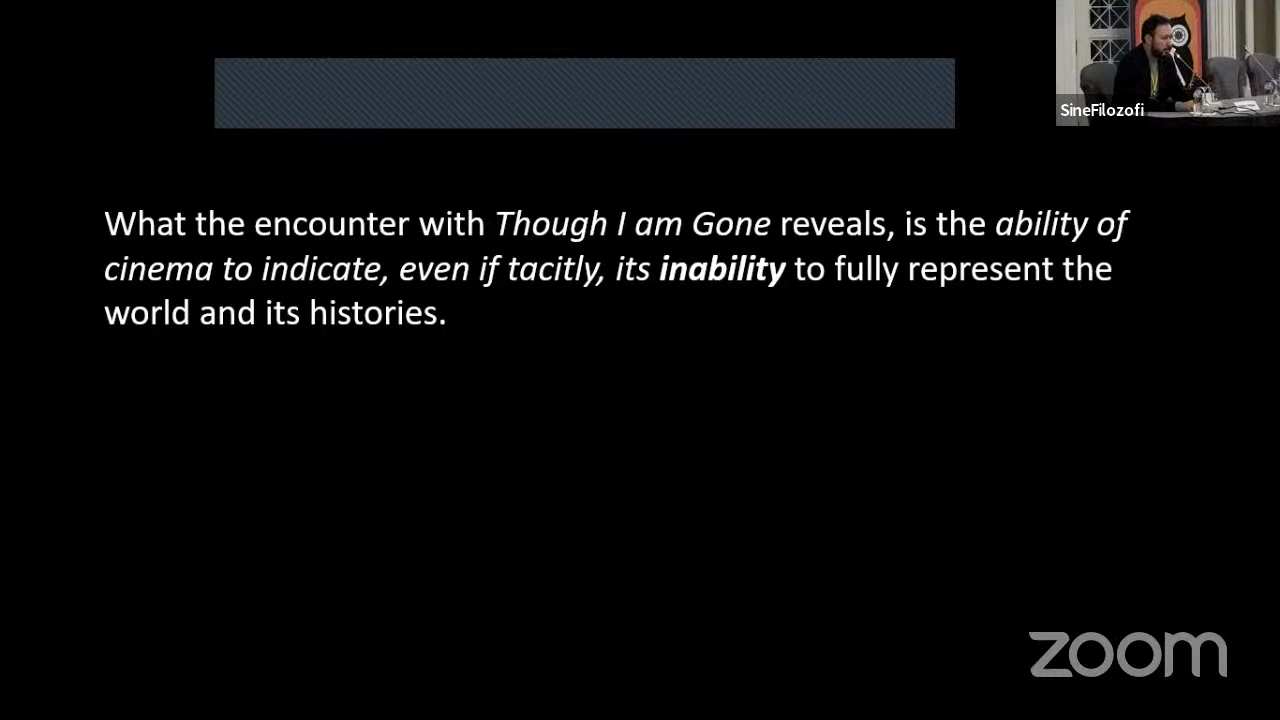 SineFilozofi
What the encounter with Though I am Gone reveals, is the ability of
cinema to indicate, even if tacitly, its inability to fully represent the
world and its histories.
zoom